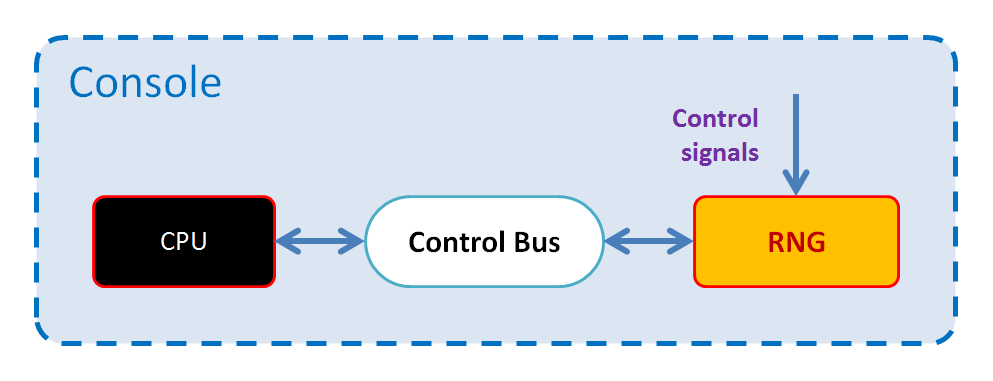 Console
Control
signals
CPU
Control Bus
RNG